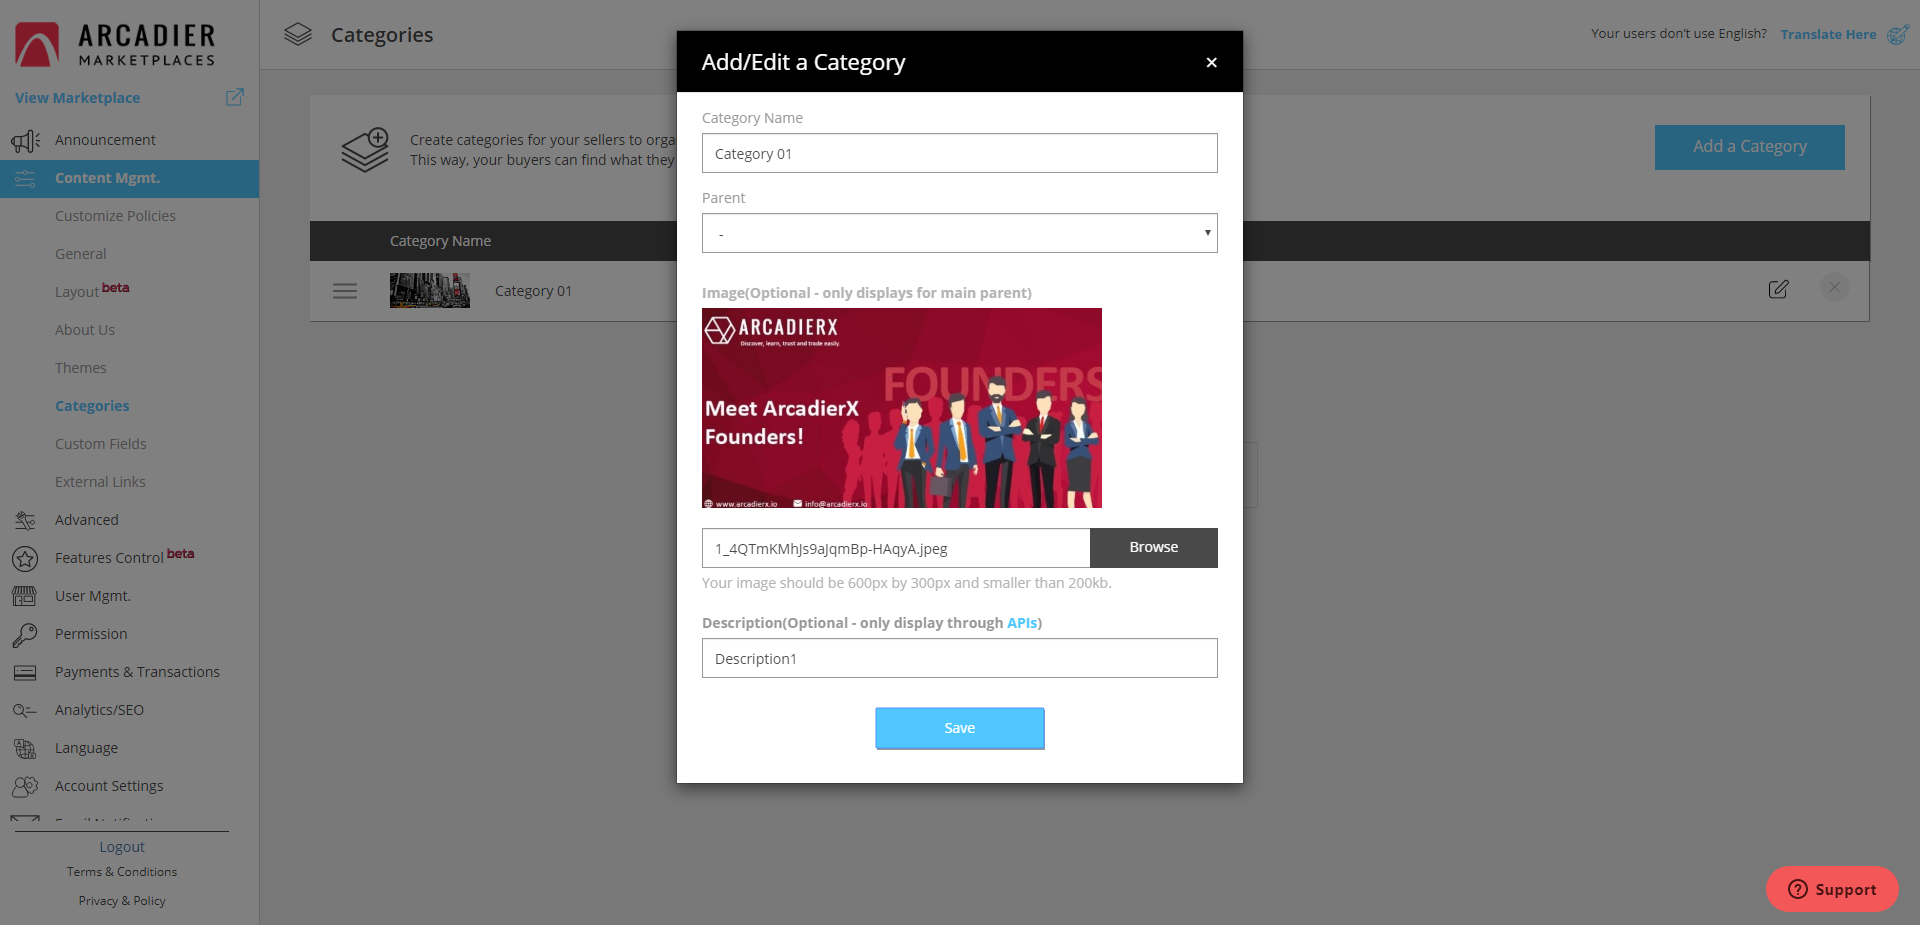 ARCADIER
MARKETPLACES
View Marketplace
Announcement
Content Mgmt.
Customize Policies
General
Layout beta
About Us
Themes
Categories
Custom Fields
External Links
Advanced
Features Control beta
User Mgmt.
Permission
Payments & Transactions
Analytics/SEO
Language
Account Settings
Logout
Terms & Conditions
Privacy & Policy
Categories
Your users don't use English? Translate Here
Create categories for your sellers to orga
This way, your buyers can find what they
Add a Category
Category Name
Category 01
Add/Edit a Category
Category Name
Category 01
Parent
-
Image(Optional - only displays for main parent)
ARCADIERX
Discover, learn, trust and trade easily.
FOUNDERS
Meet ArcadierX
Founders!
www.arcadierx.io info@arcadierx.io
1_4QTmKMhJs9aJqmBp-HAqyA.jpeg
Browse
Your image should be 600px by 300px and smaller than 200kb.
Description(Optional - only display through APIs)
Description1
Save
Support